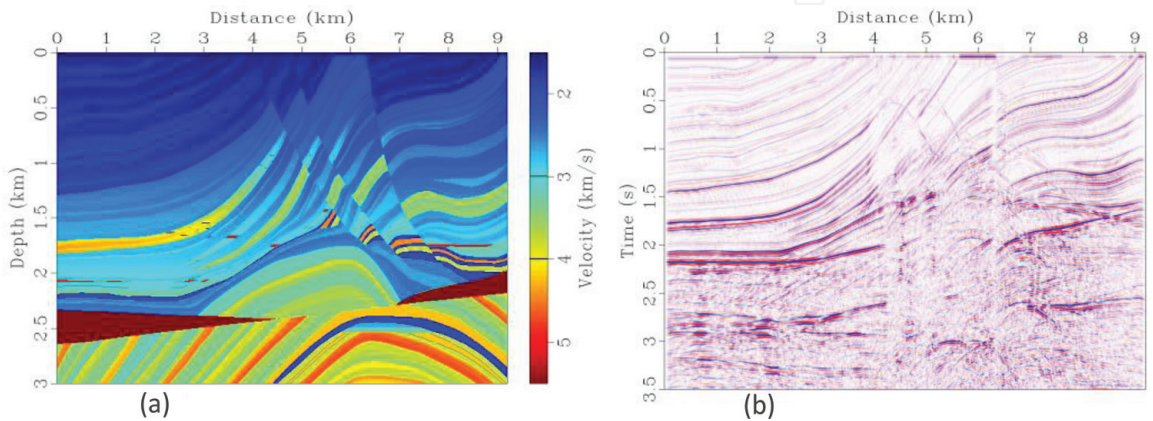 Distance (km)
0 1 2 3 4 5 6 7 8 9
Depth (km)
0 0.5 1 1.5 2 2.5 3
Velocity (km/s)
2 3 4 5
(a)
Distance (km)
0 1 2 3 4 5 6 7 8 9
Time (s)
0 0.5 1 1.5 2 2.5 3 3.5
(b)